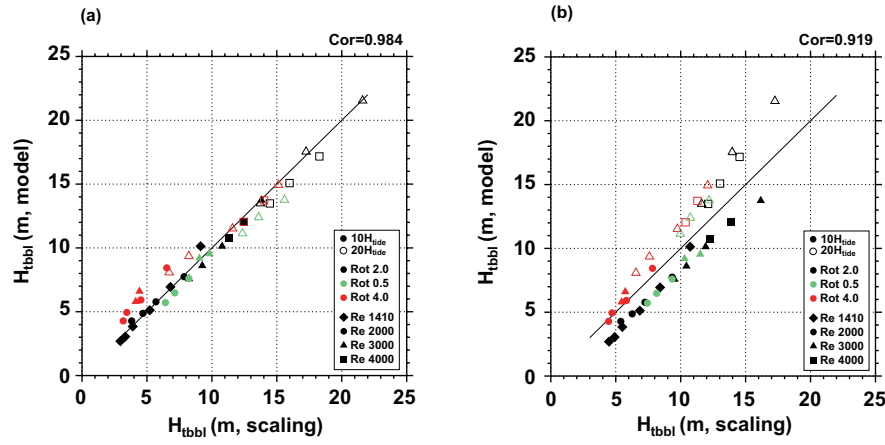 (a)
Cor=0.984
25
20
15
10
5
0
H_tbbl (m, model)
0 5 10 15 20 25
H_tbbl (m, scaling)
10H_tide
20H_tide
Rot 2.0
Rot 0.5
Rot 4.0
Re 1410
Re 2000
Re 3000
Re 4000
(b)
Cor=0.919
25
20
15
10
5
0
H_tbbl (m, model)
0 5 10 15 20 25
H_tbbl (m, scaling)
10H_tide
20H_tide
Rot 2.0
Rot 0.5
Rot 4.0
Re 1410
Re 2000
Re 3000
Re 4000